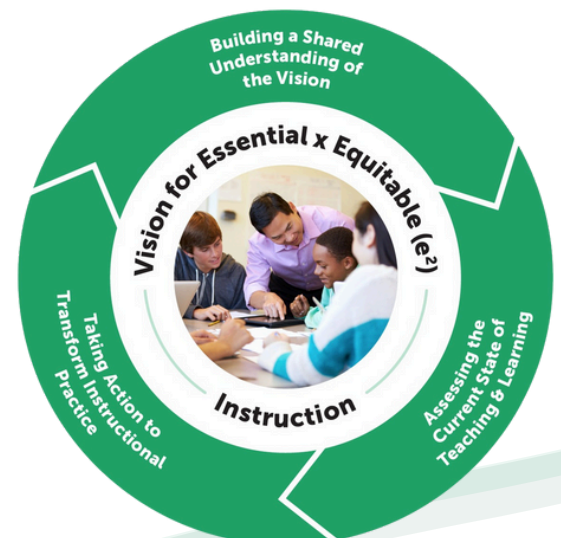 Building a Shared
Understanding of
the Vision
Vision for Essential x Equitable (e²)
Instruction
Assessing the
Current State of
Teaching & Learning
Taking Action to
Transform Instructional
Practice